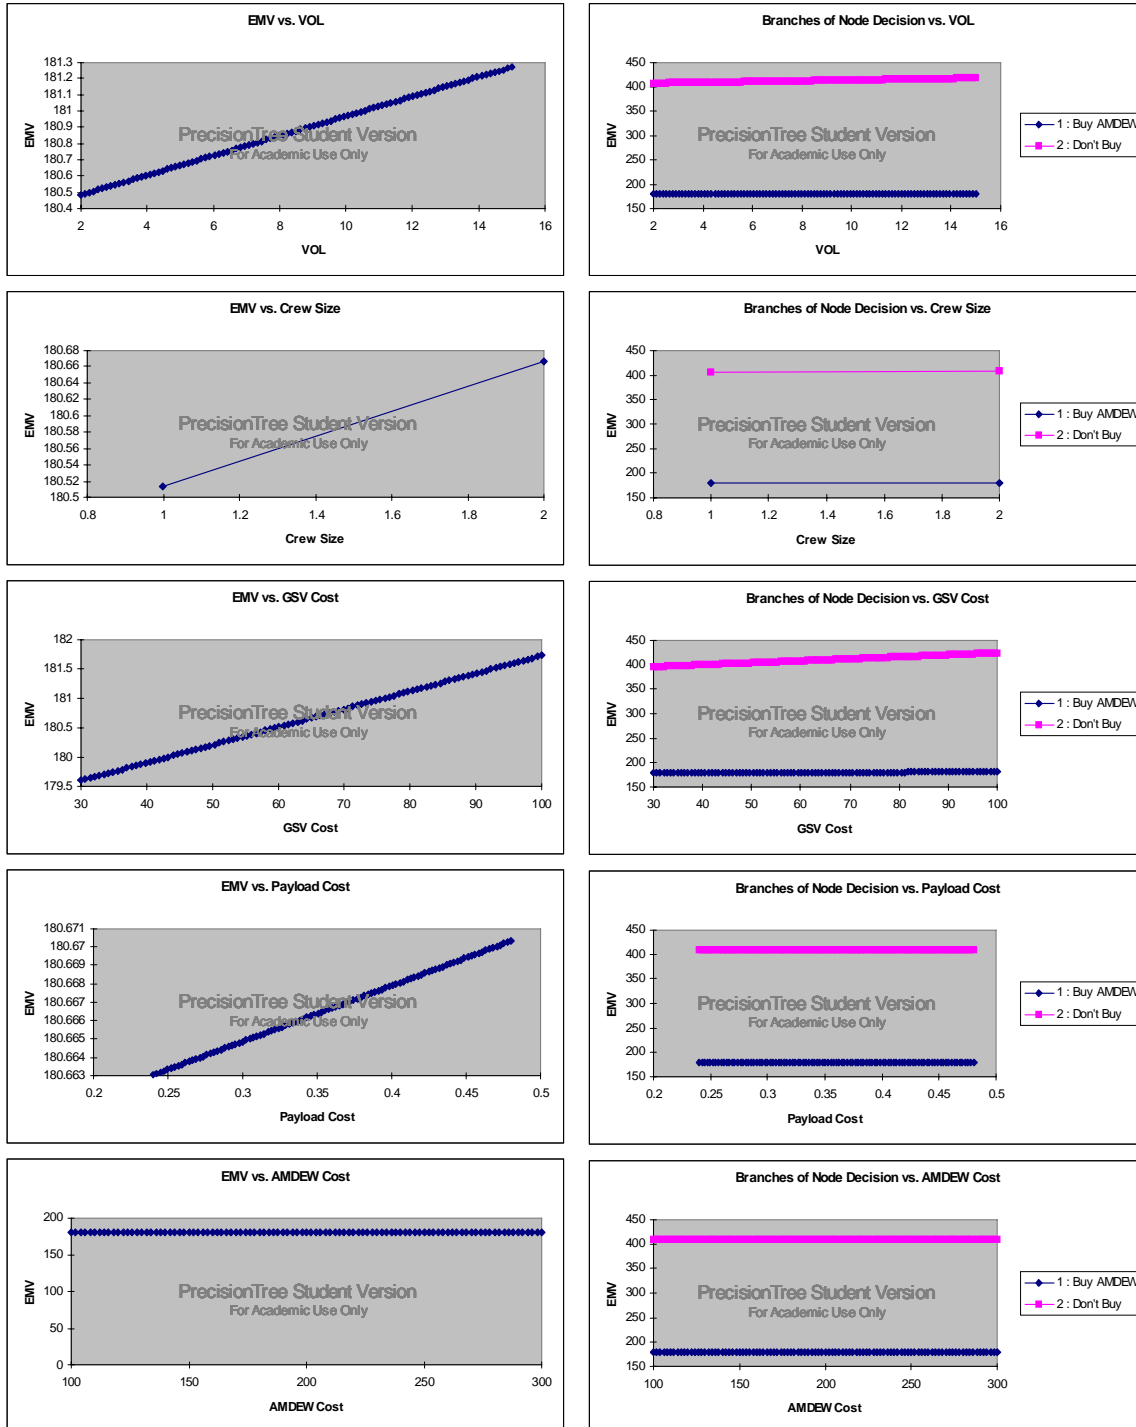 EMV vs. VOL
181.3
181.2
181.1
181
180.9
180.8
180.7
180.6
180.5
180.4
EMV
PrecisionTree Student Version
For Academic Use Only
2 4 6 8 10 12 14 16
VOL
Branches of Node Decision vs. VOL
450
400
350
300
250
200
150
EMV
PrecisionTree Student Version
For Academic Use Only
2 4 6 8 10 12 14 16
VOL
1 : Buy AMDEW
2 : Don't Buy
EMV vs. Crew Size
180.68
180.66
180.64
180.62
180.6
180.58
180.56
180.54
180.52
180.5
EMV
PrecisionTree Student Version
For Academic Use Only
0.8 1 1.2 1.4 1.6 1.8 2
Crew Size
Branches of Node Decision vs. Crew Size
450
400
350
300
250
200
150
EMV
PrecisionTree Student Version
For Academic Use Only
0.8 1 1.2 1.4 1.6 1.8 2
Crew Size
1 : Buy AMDEW
2 : Don't Buy
EMV vs. GSV Cost
182
181.5
181
180.5
180
179.5
EMV
PrecisionTree Student Version
For Academic Use Only
30 40 50 60 70 80 90 100
GSV Cost
Branches of Node Decision vs. GSV Cost
450
400
350
300
250
200
150
EMV
PrecisionTree Student Version
For Academic Use Only
30 40 50 60 70 80 90 100
GSV Cost
1 : Buy AMDEW
2 : Don't Buy
EMV vs. Payload Cost
180.671
180.67
180.669
180.668
180.667
180.666
180.665
180.664
180.663
EMV
PrecisionTree Student Version
For Academic Use Only
0.2 0.25 0.3 0.35 0.4 0.45 0.5
Payload Cost
Branches of Node Decision vs. Payload Cost
450
400
350
300
250
200
150
EMV
PrecisionTree Student Version
For Academic Use Only
0.2 0.25 0.3 0.35 0.4 0.45 0.5
Payload Cost
1 : Buy AMDEW
2 : Don't Buy
EMV vs. AMDEW Cost
200
150
100
50
0
EMV
PrecisionTree Student Version
For Academic Use Only
100 150 200 250 300
AMDEW Cost
Branches of Node Decision vs. AMDEW Cost
450
400
350
300
250
200
150
EMV
PrecisionTree Student Version
For Academic Use Only
100 150 200 250 300
AMDEW Cost
1 : Buy AMDEW
2 : Don't Buy